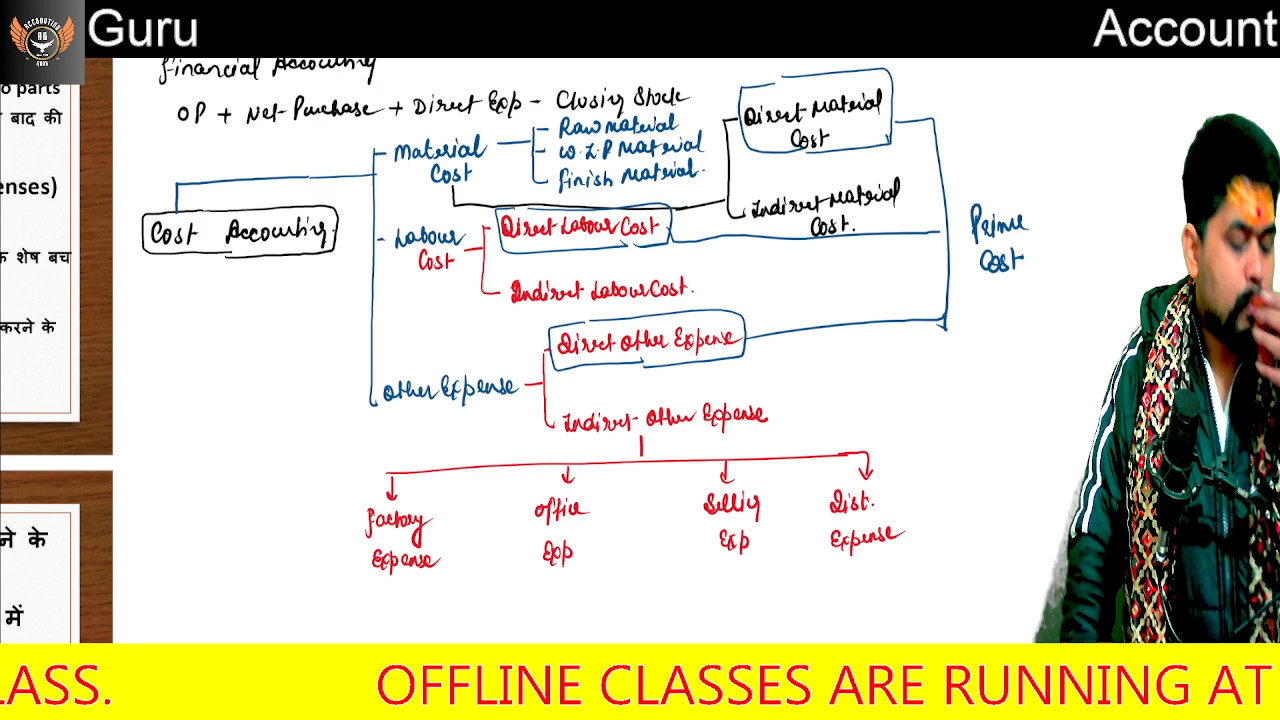 Guru
Account
ACCOUNTING
AG
GURU
o parts
बाद की
enses)
क शेष बच
करने के
ने के
में
Financial Accounting
OP + Net Purchase + Direct Exp - Closing Stock
Material Cost
Raw material
W.I.P Material
finish Material.
Direct Material Cost
Indirect Material Cost.
Cost Accounting
Labour Cost
Direct Labour Cost
Indirect Labour Cost.
Prime Cost
Other Expense
Direct Other Expense
Indirect Other Expense
factory Expense
Office Exp
Selling Exp
Dist. Expense
LASS.
OFFLINE CLASSES ARE RUNNING AT